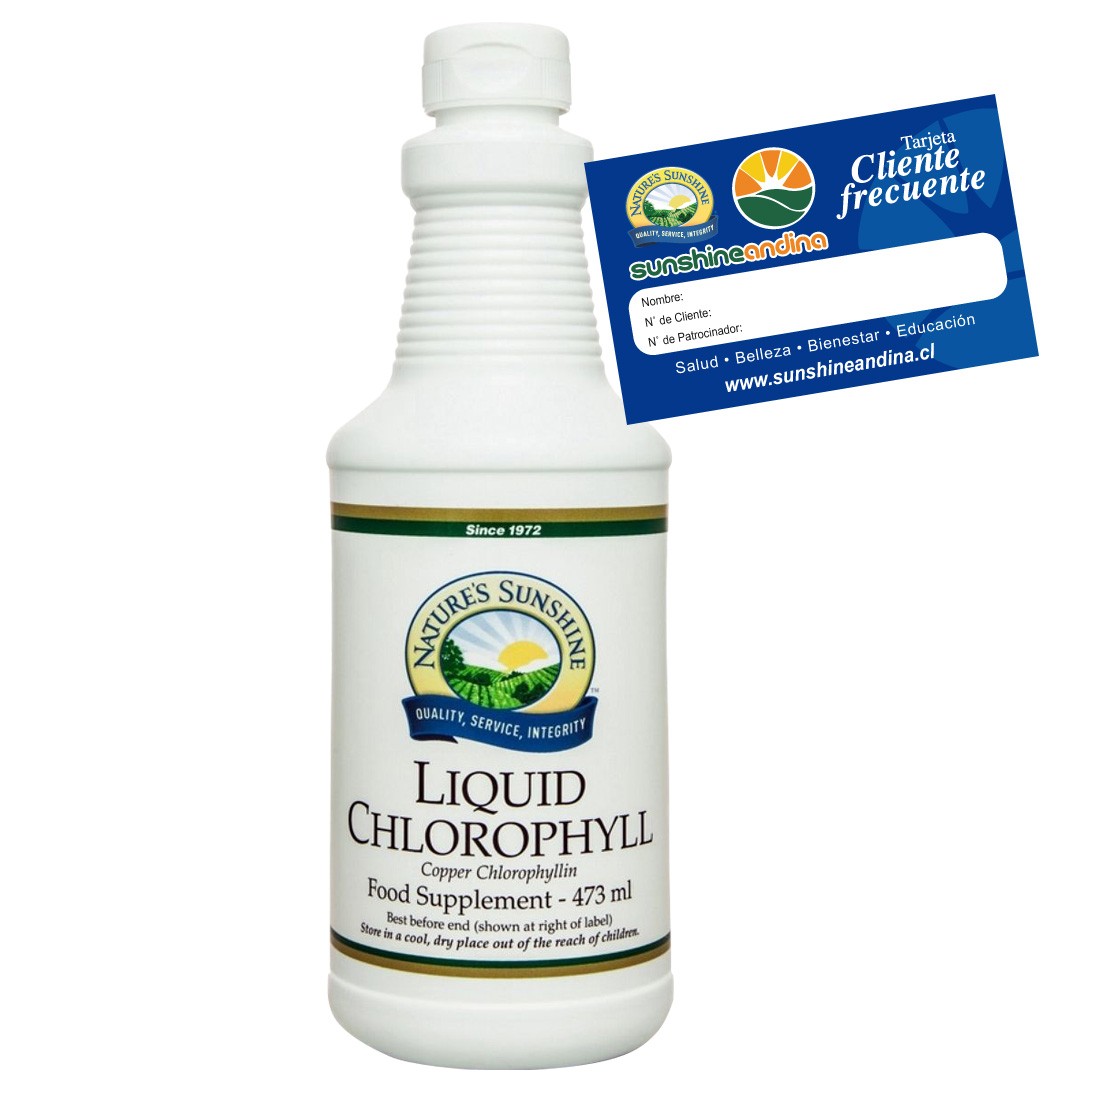 Since 1972
NATURE'S SUNSHINE
™
QUALITY, SERVICE, INTEGRITY
LIQUID
CHLOROPHYLL
Copper Chlorophyllin
Food Supplement - 473 ml
Best before end (shown at right of label)
Store in a cool, dry place out of the reach of children.
Tarjeta
Cliente
frecuente
NATURE'S SUNSHINE
QUALITY, SERVICE, INTEGRITY
sunshineandina
Nombre:
N° de Cliente:
N° de Patrocinador:
Salud • Belleza • Bienestar • Educación
www.sunshineandina.cl